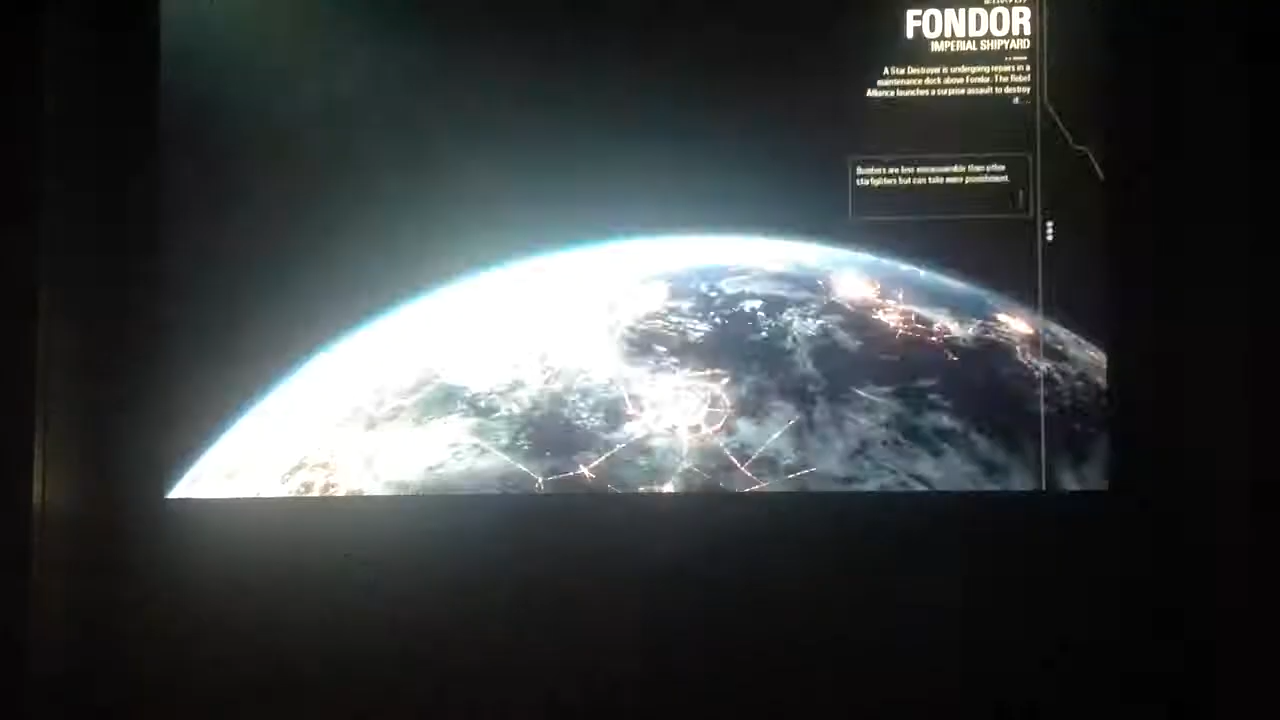 FONDOR
IMPERIAL SHIPYARD
A Star Destroyer is undergoing repairs in a
maintenance dock above Fondor. The Rebel
Alliance launches a surprise assault to destroy
Bombers are less maneuverable than other
starfighters but can take more punishment.